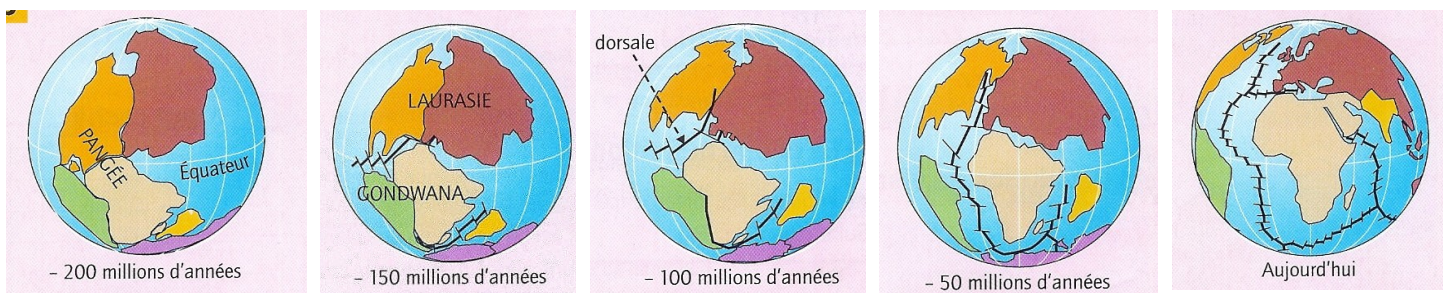 PANGÉE
Équateur
– 200 millions d'années
LAURASIE
GONDWANA
– 150 millions d'années
dorsale
– 100 millions d'années
– 50 millions d'années
Aujourd'hui